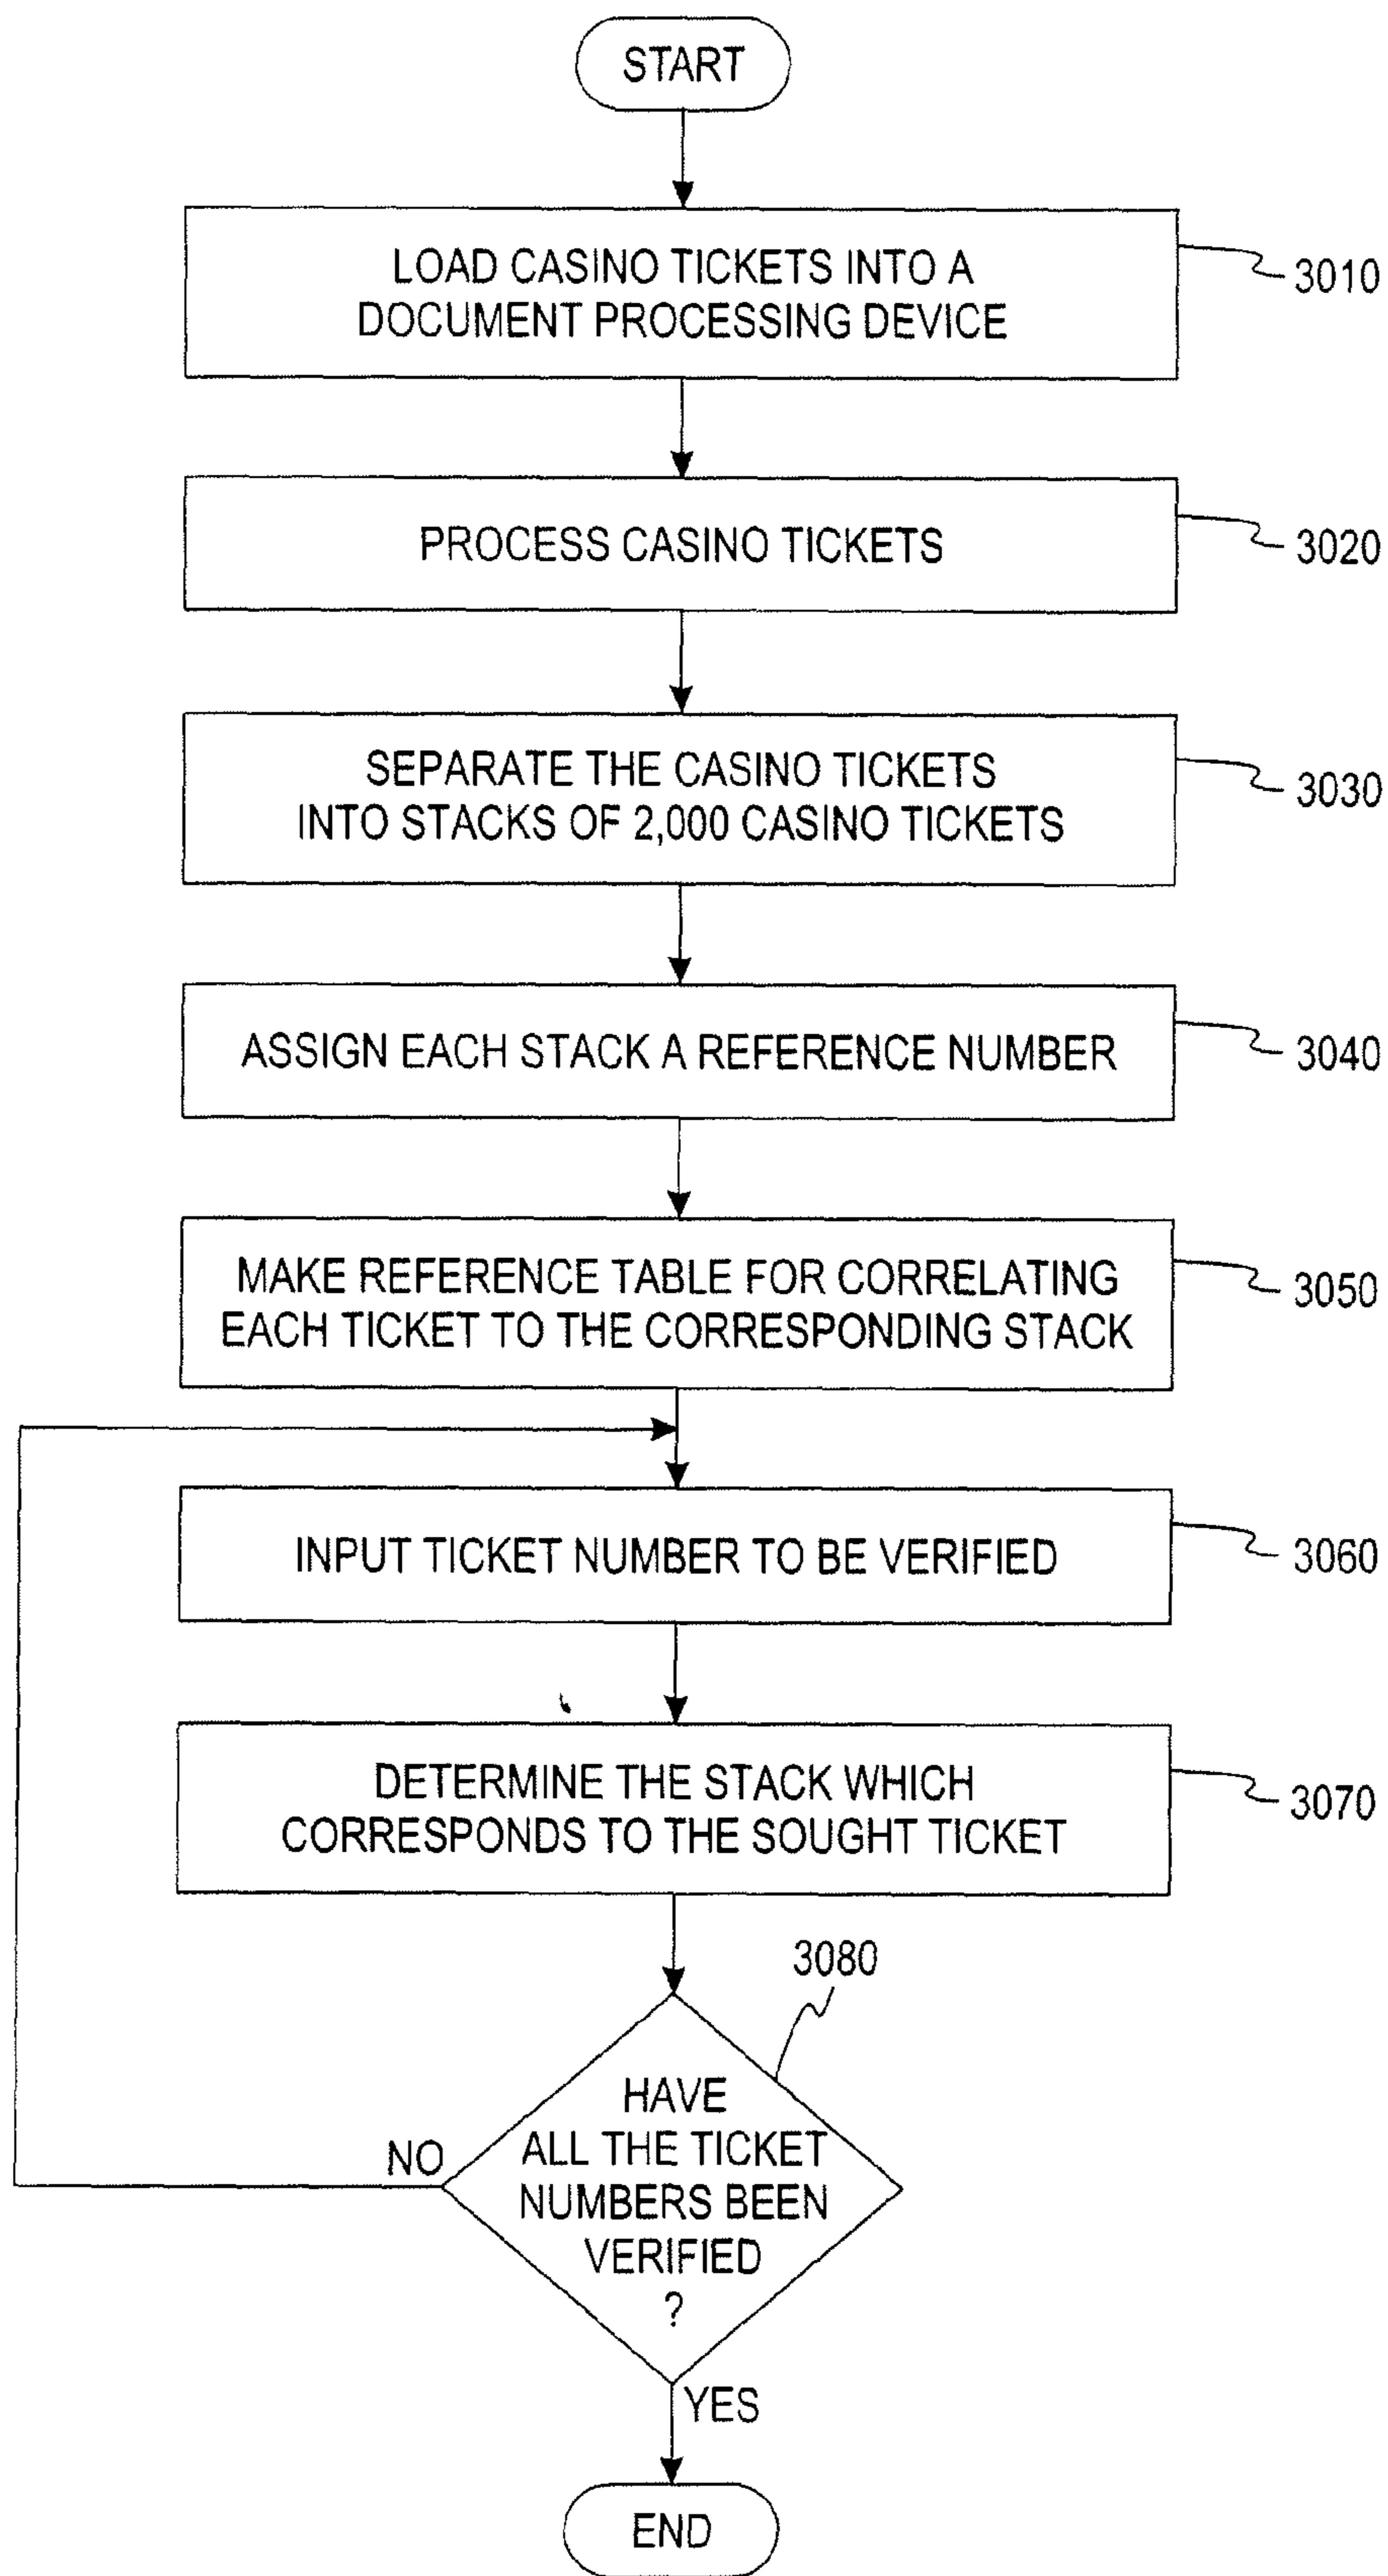 START
LOAD CASINO TICKETS INTO A
DOCUMENT PROCESSING DEVICE
3010
PROCESS CASINO TICKETS
3020
SEPARATE THE CASINO TICKETS
INTO STACKS OF 2,000 CASINO TICKETS
3030
ASSIGN EACH STACK A REFERENCE NUMBER
3040
MAKE REFERENCE TABLE FOR CORRELATING
EACH TICKET TO THE CORRESPONDING STACK
3050
INPUT TICKET NUMBER TO BE VERIFIED
3060
DETERMINE THE STACK WHICH
CORRESPONDS TO THE SOUGHT TICKET
3070
3080
HAVE
ALL THE TICKET
NUMBERS BEEN
VERIFIED
?
NO
YES
END